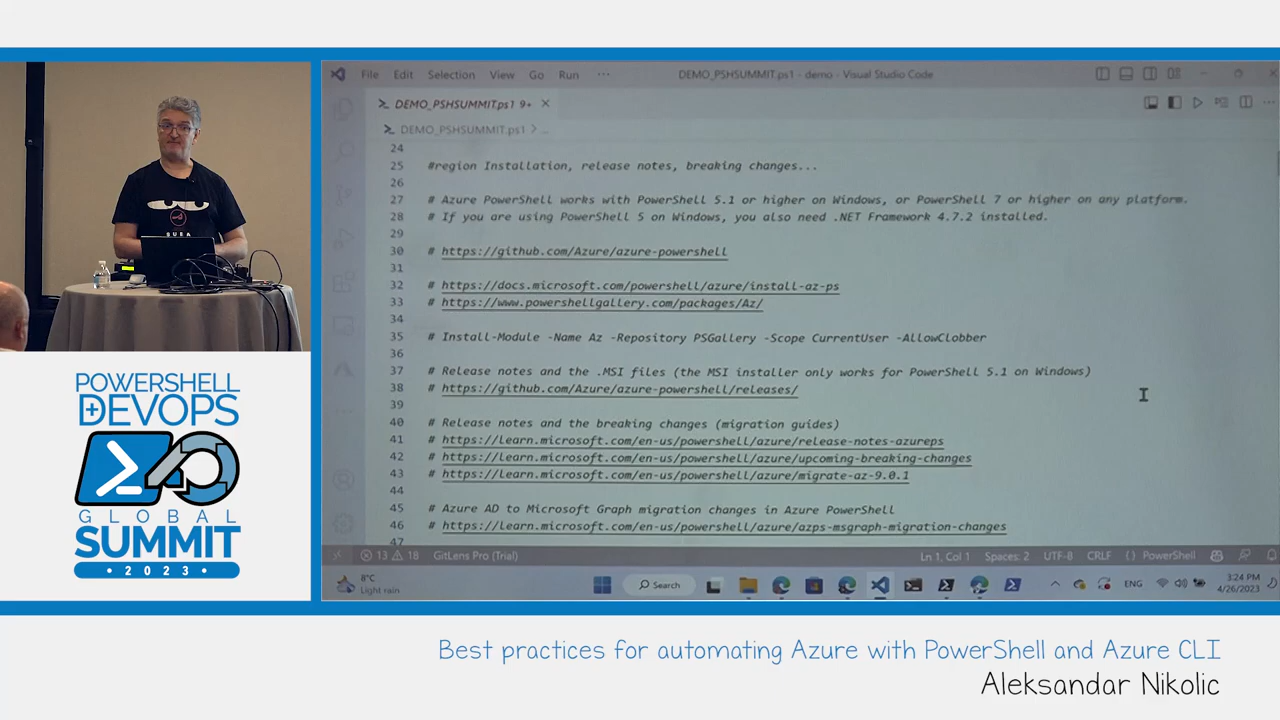 File Edit Selection View Go Run ··· DEMO_PSHSUMMIT.ps1 - demo - Visual Studio Code
DEMO_PSHSUMMIT.ps1 9+
DEMO_PSHSUMMIT.ps1 > ...
24
25 #region Installation, release notes, breaking changes...
26
27 # Azure PowerShell works with PowerShell 5.1 or higher on Windows, or PowerShell 7 or higher on any platform.
28 # If you are using PowerShell 5 on Windows, you also need .NET Framework 4.7.2 installed.
29
30 # https://github.com/Azure/azure-powershell
31
32 # https://docs.microsoft.com/powershell/azure/install-az-ps
33 # https://www.powershellgallery.com/packages/Az/
34
35 # Install-Module -Name Az -Repository PSGallery -Scope CurrentUser -AllowClobber
36
37 # Release notes and the .MSI files (the MSI installer only works for PowerShell 5.1 on Windows)
38 # https://github.com/Azure/azure-powershell/releases/
39
40 # Release notes and the breaking changes (migration guides)
41 # https://learn.microsoft.com/en-us/powershell/azure/release-notes-azureps
42 # https://learn.microsoft.com/en-us/powershell/azure/upcoming-breaking-changes
43 # https://learn.microsoft.com/en-us/powershell/azure/migrate-az-9.0.1
44
45 # Azure AD to Microsoft Graph migration changes in Azure PowerShell
46 # https://learn.microsoft.com/en-us/powershell/azure/azps-msgraph-migration-changes
47
13 18 GitLens Pro (Trial) Ln 1, Col 1 Spaces: 2 UTF-8 CRLF {} PowerShell
8°C
Light rain
Search
ENG
3:24 PM
4/26/2023
POWERSHELL
+DEVOPS
GLOBAL
SUMMIT
2023
Best practices for automating Azure with PowerShell and Azure CLI
Aleksandar Nikolic